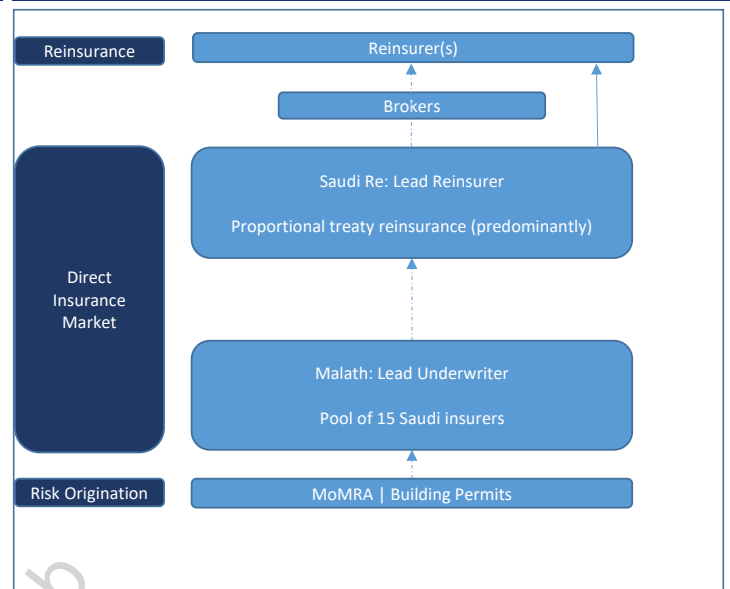 Reinsurance
Reinsurer(s)
Brokers
Saudi Re: Lead Reinsurer
Proportional treaty reinsurance (predominantly)
Direct
Insurance
Market
Malath: Lead Underwriter
Pool of 15 Saudi insurers
Risk Origination
MoMRA | Building Permits